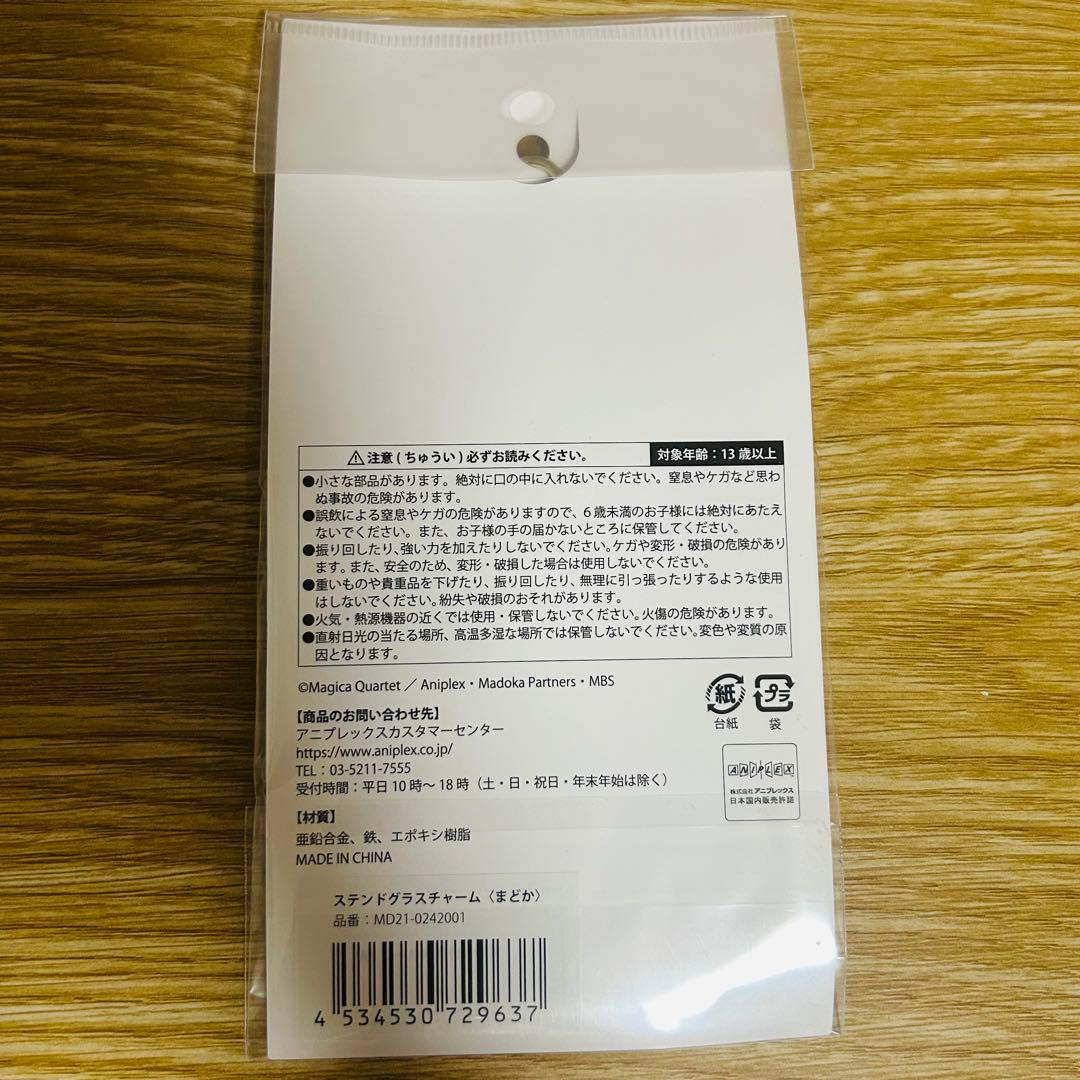 ⚠注意(ちゅうい)必ずお読みください。 対象年齢:13歳以上
●小さな部品があります。絶対に口の中に入れないでください。窒息やケガなど思わ
ぬ事故の危険があります。
●誤飲による窒息やケガの危険がありますので、6歳未満のお子様には絶対にあたえ
ないでください。また、お子様の手の届かないところに保管してください。
●振り回したり、強い力を加えたりしないでください。ケガや変形・破損の危険があり
ます。また、安全のため、変形・破損した場合は使用しないでください。
●重いものや貴重品を下げたり、振り回したり、無理に引っ張ったりするような使用
はしないでください。紛失や破損のおそれがあります。
●火気・熱源機器の近くでは使用・保管しないでください。火傷の危険があります。
●直射日光の当たる場所、高温多湿な場所では保管しないでください。変色や変質の原
因となります。
©Magica Quartet/Aniplex・Madoka Partners・MBS
紙 プラ
台紙 袋
【商品のお問い合わせ先】
アニプレックスカスタマーセンター
https://www.aniplex.co.jp/
TEL:03-5211-7555
受付時間:平日10時~18時(土・日・祝日・年末年始は除く)
ANIPLEX
株式会社アニプレックス
日本国内販売許諾
【材質】
亜鉛合金、鉄、エポキシ樹脂
MADE IN CHINA
ステンドグラスチャーム〈まどか〉
品番:MD21-0242001
4 534530 729637